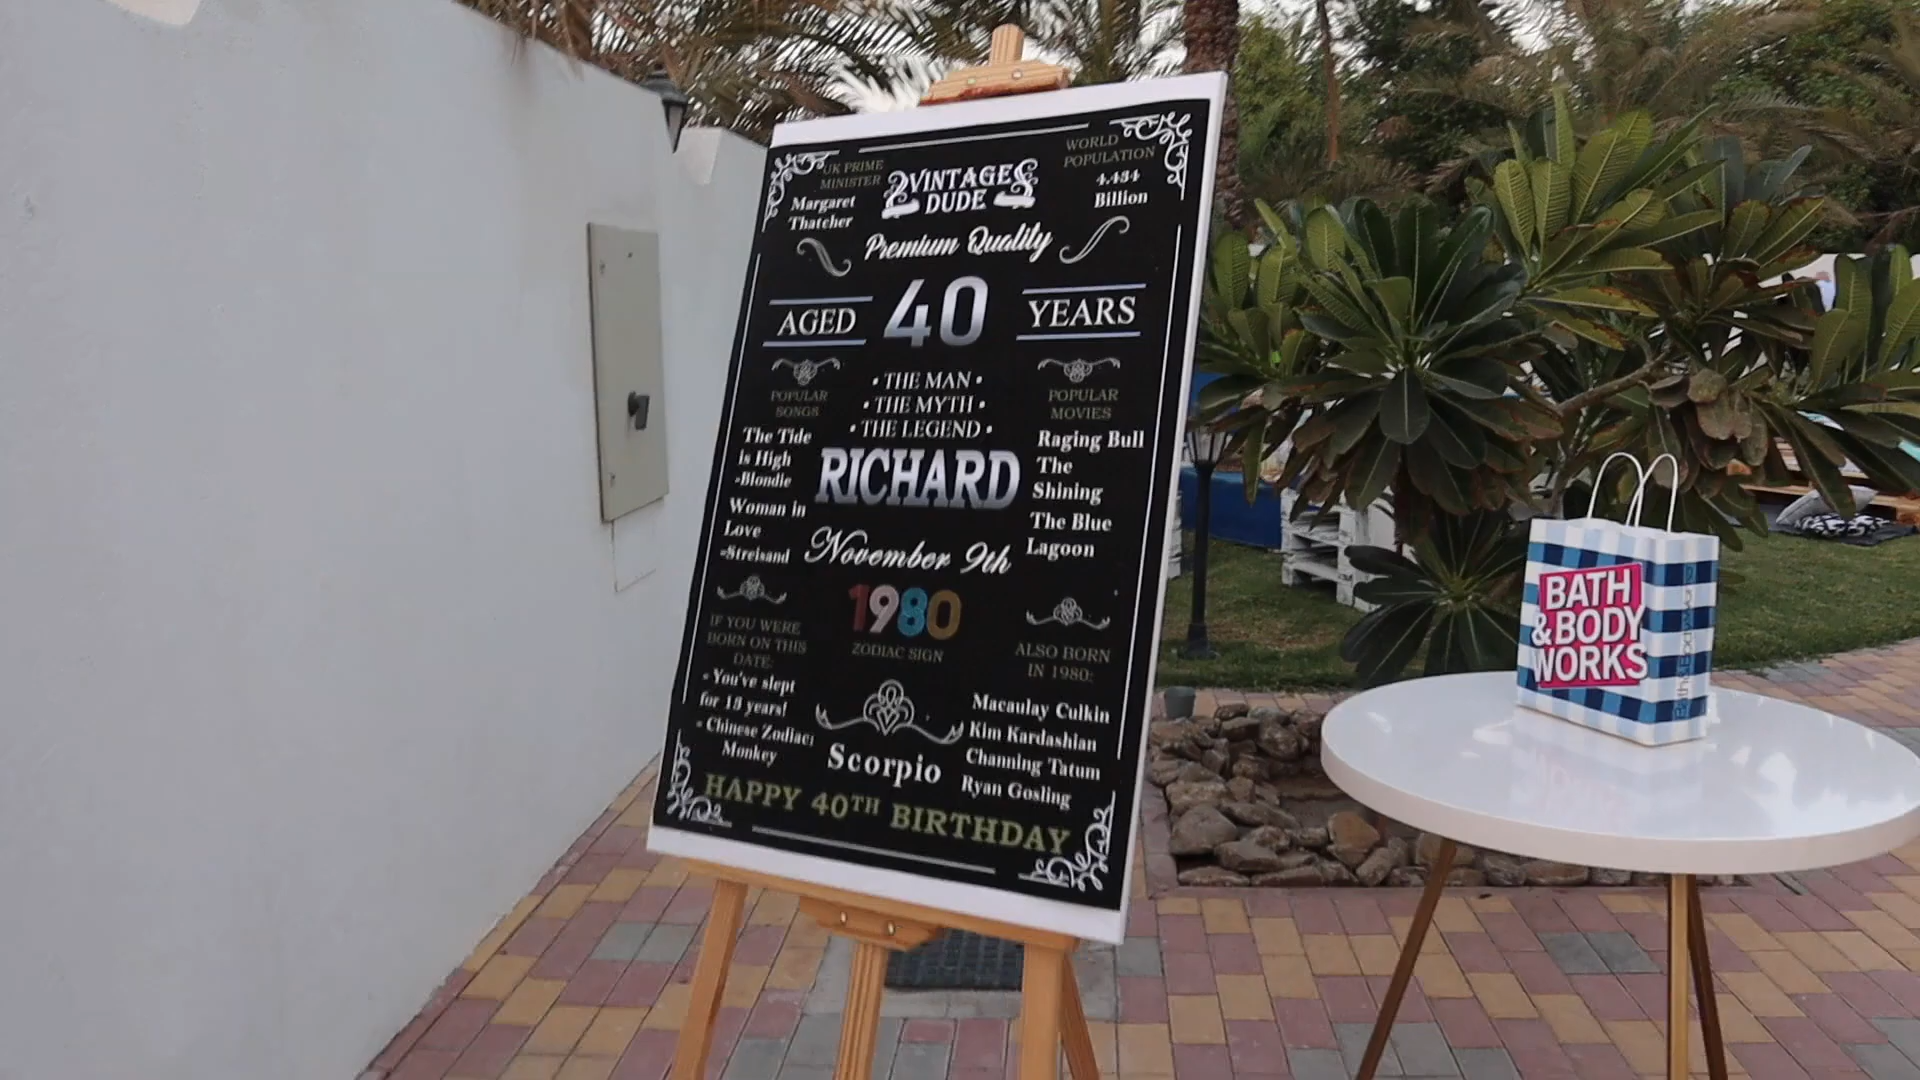 UK PRIME
MINISTER
Margaret
Thatcher
VINTAGE
DUDE
WORLD
POPULATION
4.434
Billion
Premium Quality
AGED 40 YEARS
• THE MAN •
• THE MYTH •
• THE LEGEND •
RICHARD
November 9th
1980
ZODIAC SIGN
Scorpio
POPULAR
SONGS
The Tide
is High
-Blondie
Woman in
Love
-Streisand
IF YOU WERE
BORN ON THIS
DATE:
- You've slept
for 13 years!
- Chinese Zodiac:
Monkey
POPULAR
MOVIES
Raging Bull
The
Shining
The Blue
Lagoon
ALSO BORN
IN 1980:
Macaulay Culkin
Kim Kardashian
Channing Tatum
Ryan Gosling
HAPPY 40TH BIRTHDAY
BATH
& BODY
WORKS
Bath & Body Works